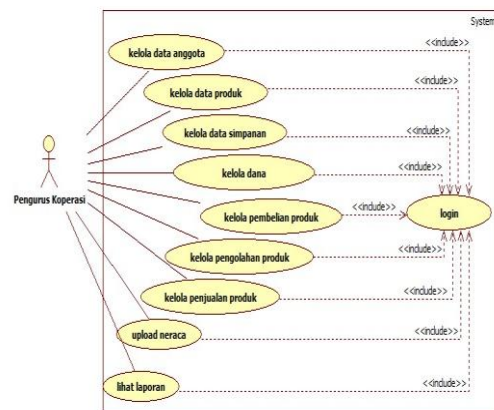 System
kelola data anggota
<<include>>
kelola data produk
<<include>>
kelola data simpanan
<<include>>
kelola dana
<<include>>
Pengurus Koperasi
kelola pembelian produk
<<include>>
login
kelola pengolahan produk
<<include>>
kelola penjualan produk
<<include>>
upload neraca
<<include>>
lihat laporan
<<include>>